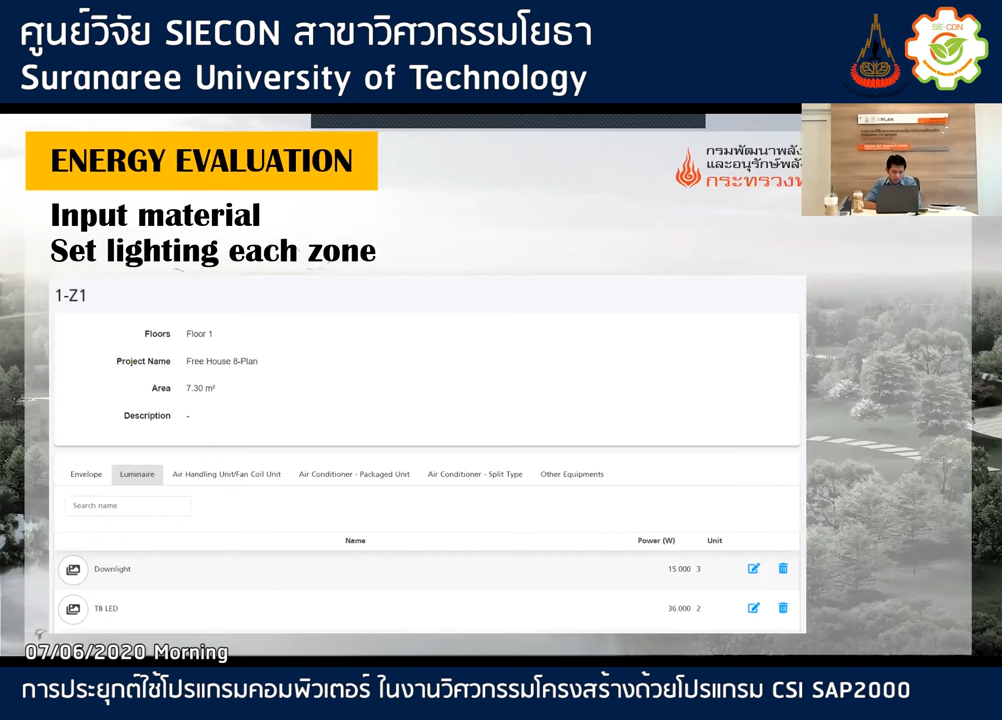 ศูนย์วิจัย SIECON สาขาวิศวกรรมโยธา
Suranaree University of Technology
SIE-CON
ENERGY EVALUATION
กรมพัฒนาพลัง
และอนุรักษ์พลั
กระทรวงพ
Input material
Set lighting each zone
1-Z1
Floors Floor 1
Project Name Free House 8-Plan
Area 7.30 m²
Description -
Envelope Luminaire Air Handling Unit/Fan Coil Unit Air Conditioner - Packaged Unit Air Conditioner - Split Type Other Equipments
Search name
Name Power (W) Unit
Downlight 15.000 3
T8 LED 36.000 2
07/06/2020 Morning
การประยุกต์ใช้โปรแกรมคอมพิวเตอร์ ในงานวิศวกรรมโครงสร้างด้วยโปรแกรม CSI SAP2000